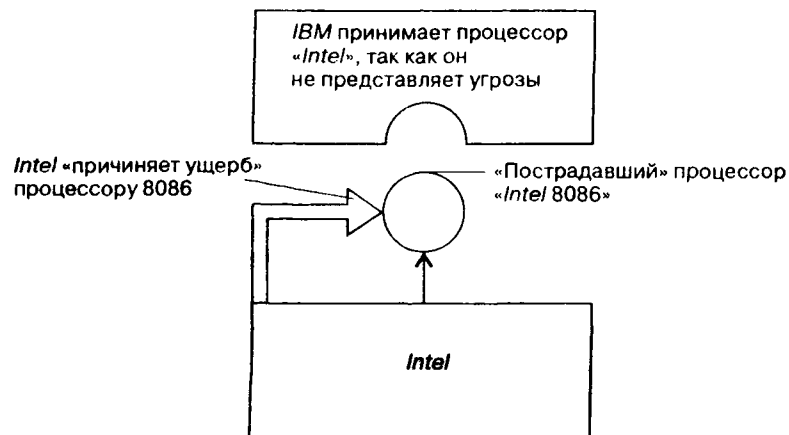 IBM принимает процессор
«Intel», так как он
не представляет угрозы
Intel «причиняет ущерб»
процессору 8086
«Пострадавший» процессор
«Intel 8086»
Intel